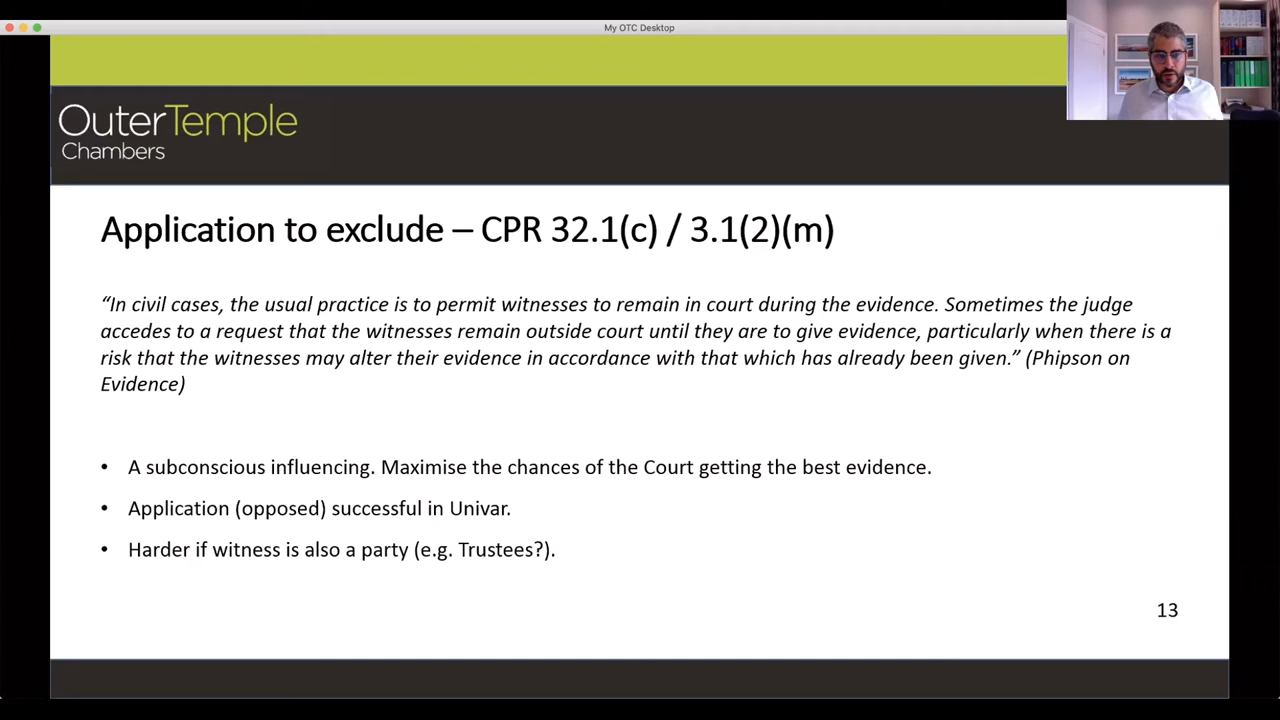 My OTC Desktop
OuterTemple
Chambers
Application to exclude – CPR 32.1(c) / 3.1(2)(m)
“In civil cases, the usual practice is to permit witnesses to remain in court during the evidence. Sometimes the judge
accedes to a request that the witnesses remain outside court until they are to give evidence, particularly when there is a
risk that the witnesses may alter their evidence in accordance with that which has already been given.” (Phipson on
Evidence)
• A subconscious influencing. Maximise the chances of the Court getting the best evidence.
• Application (opposed) successful in Univar.
• Harder if witness is also a party (e.g. Trustees?).
13